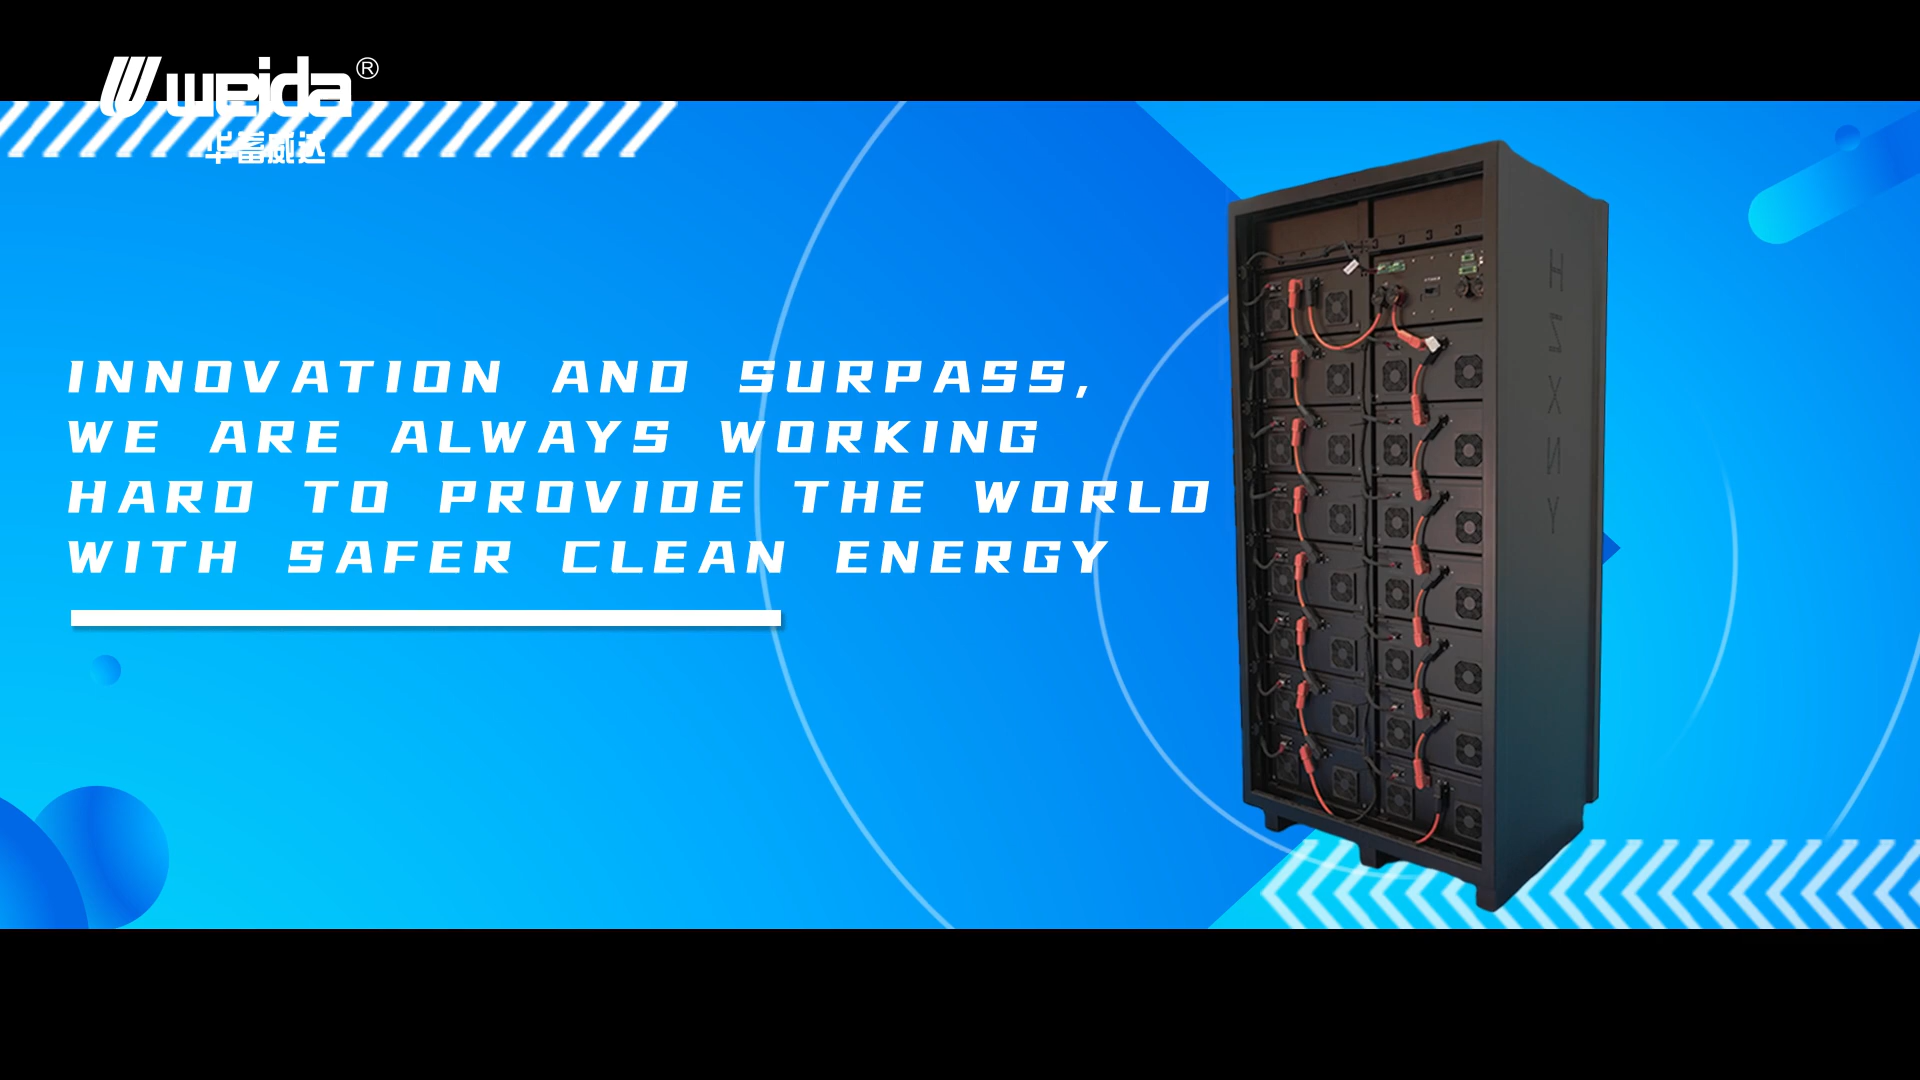 weida®
华蓄威达
INNOVATION AND SURPASS,
WE ARE ALWAYS WORKING
HARD TO PROVIDE THE WORLD
WITH SAFER CLEAN ENERGY
HSXNY